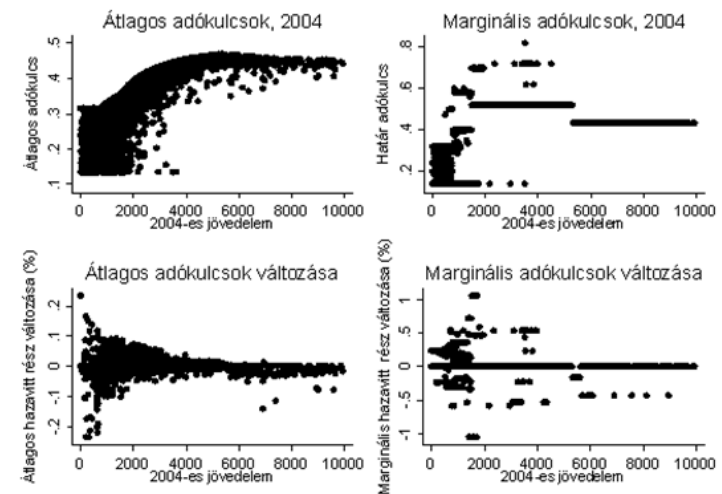 Átlagos adókulcsok, 2004
Átlagos adókulcs
.5
.4
.3
.2
.1
0 2000 4000 6000 8000 10000
2004-es jövedelem
Marginális adókulcsok, 2004
Határ adókulcs
.8
.6
.4
.2
0 2000 4000 6000 8000 10000
2004-es jövedelem
Átlagos adókulcsok változása
Átlagos hazavitt rész változása (%)
.2
.1
0
-.1
-.2
0 2000 4000 6000 8000 10000
2004-es jövedelem
Marginális adókulcsok változása
Marginális hazavitt rész változása (%)
1
.5
0
-.5
-1
0 2000 4000 6000 8000 10000
2004-es jövedelem